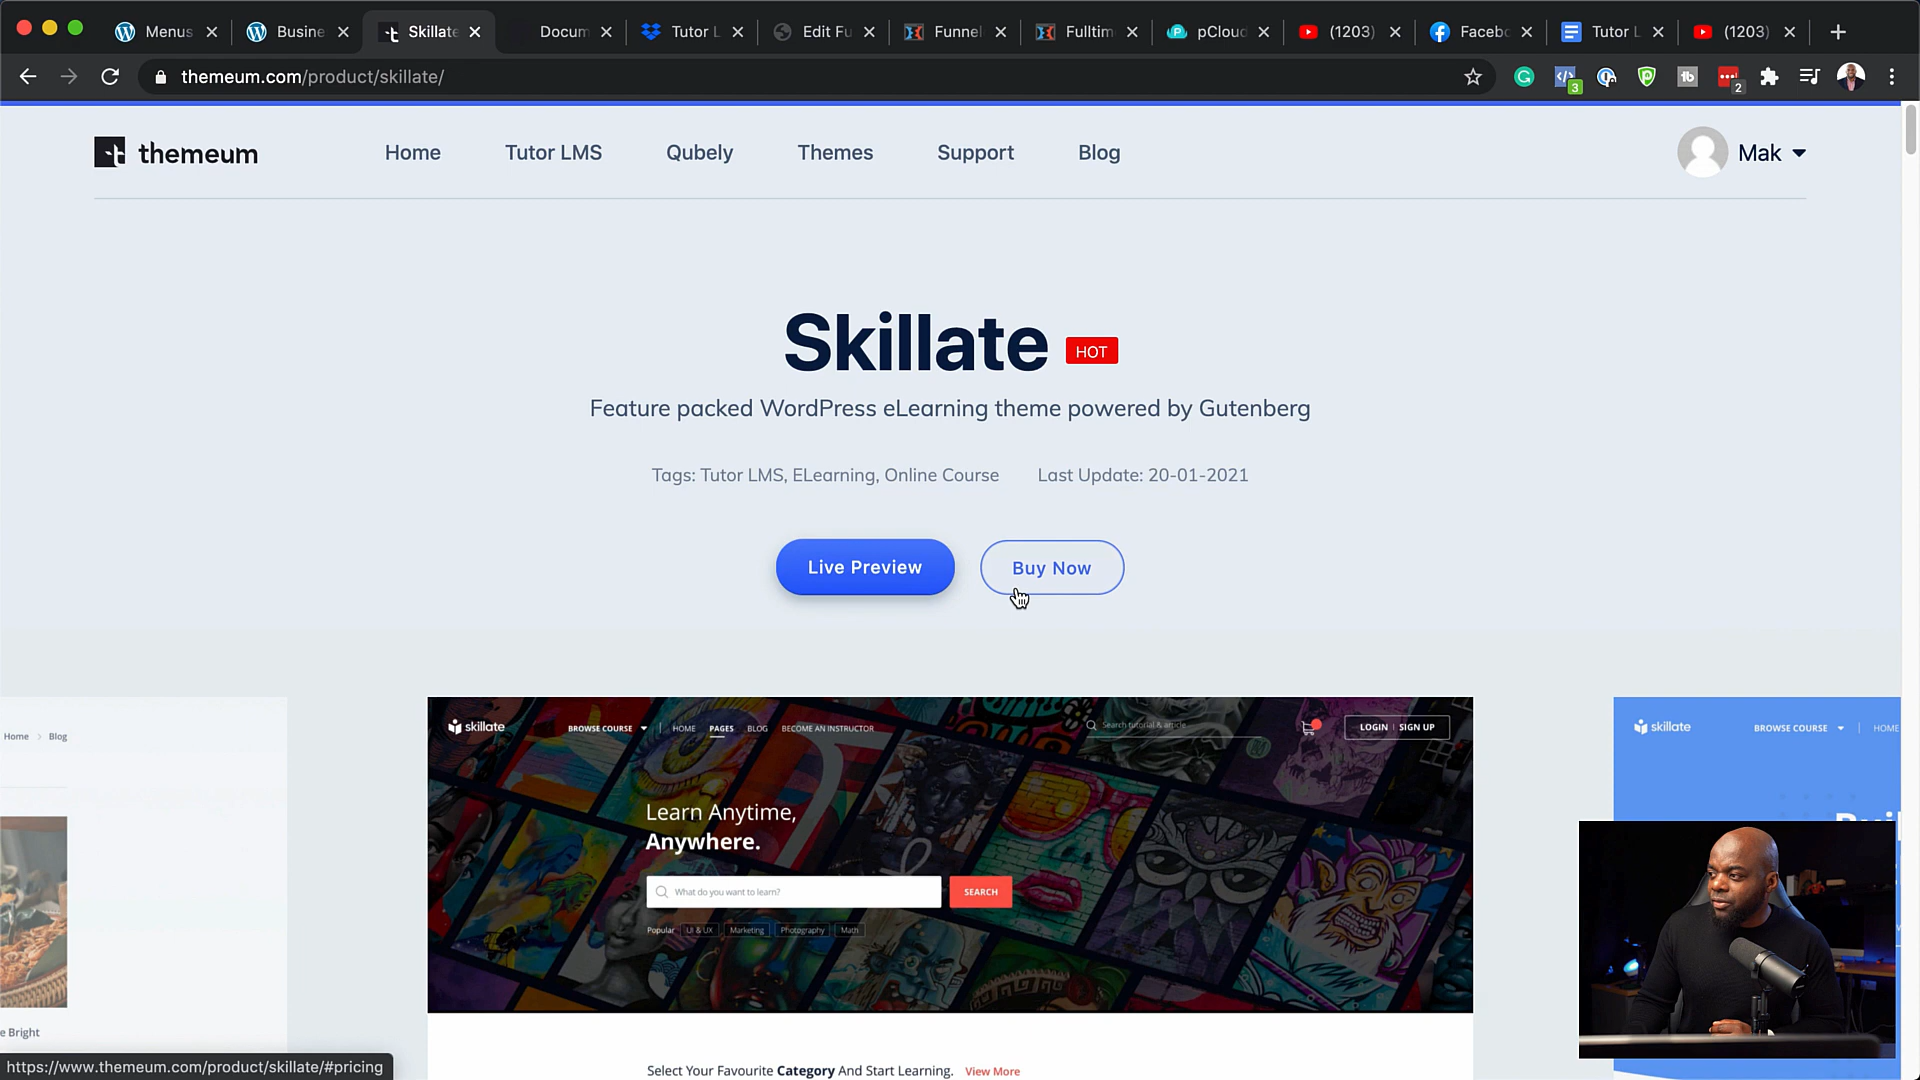 Menus
Busine
Skillate
Docum
Tutor L
Edit Fu
Funnel
Fulltim
pCloud
(1203)
Facebo
Tutor L
(1203)
themeum.com/product/skillate/
3
2
themeum
Home
Tutor LMS
Qubely
Themes
Support
Blog
Mak
Skillate HOT
Feature packed WordPress eLearning theme powered by Gutenberg
Tags: Tutor LMS, ELearning, Online Course
Last Update: 20-01-2021
Live Preview
Buy Now
Home > Blog
skillate
BROWSE COURSE
HOME
PAGES
BLOG
BECOME AN INSTRUCTOR
Search tutorial & article
LOGIN | SIGN UP
skillate
BROWSE COURSE
HOME
Learn Anytime,
Anywhere.
What do you want to learn?
SEARCH
Popular
UI & UX
Marketing
Photography
Math
e Bright
https://www.themeum.com/product/skillate/#pricing
Select Your Favourite Category And Start Learning. View More